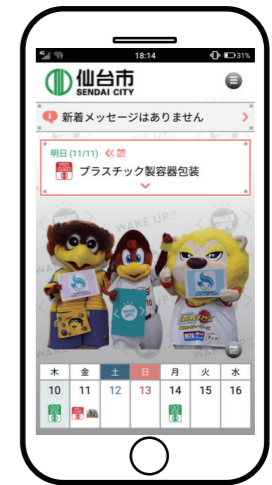 18:14 31%
仙台市
SENDAI CITY
新着メッセージはありません
明日 (11/11)
プラスチック製容器包装
WAKE UP!!
木 金 土 日 月 火 水
10 11 12 13 14 15 16